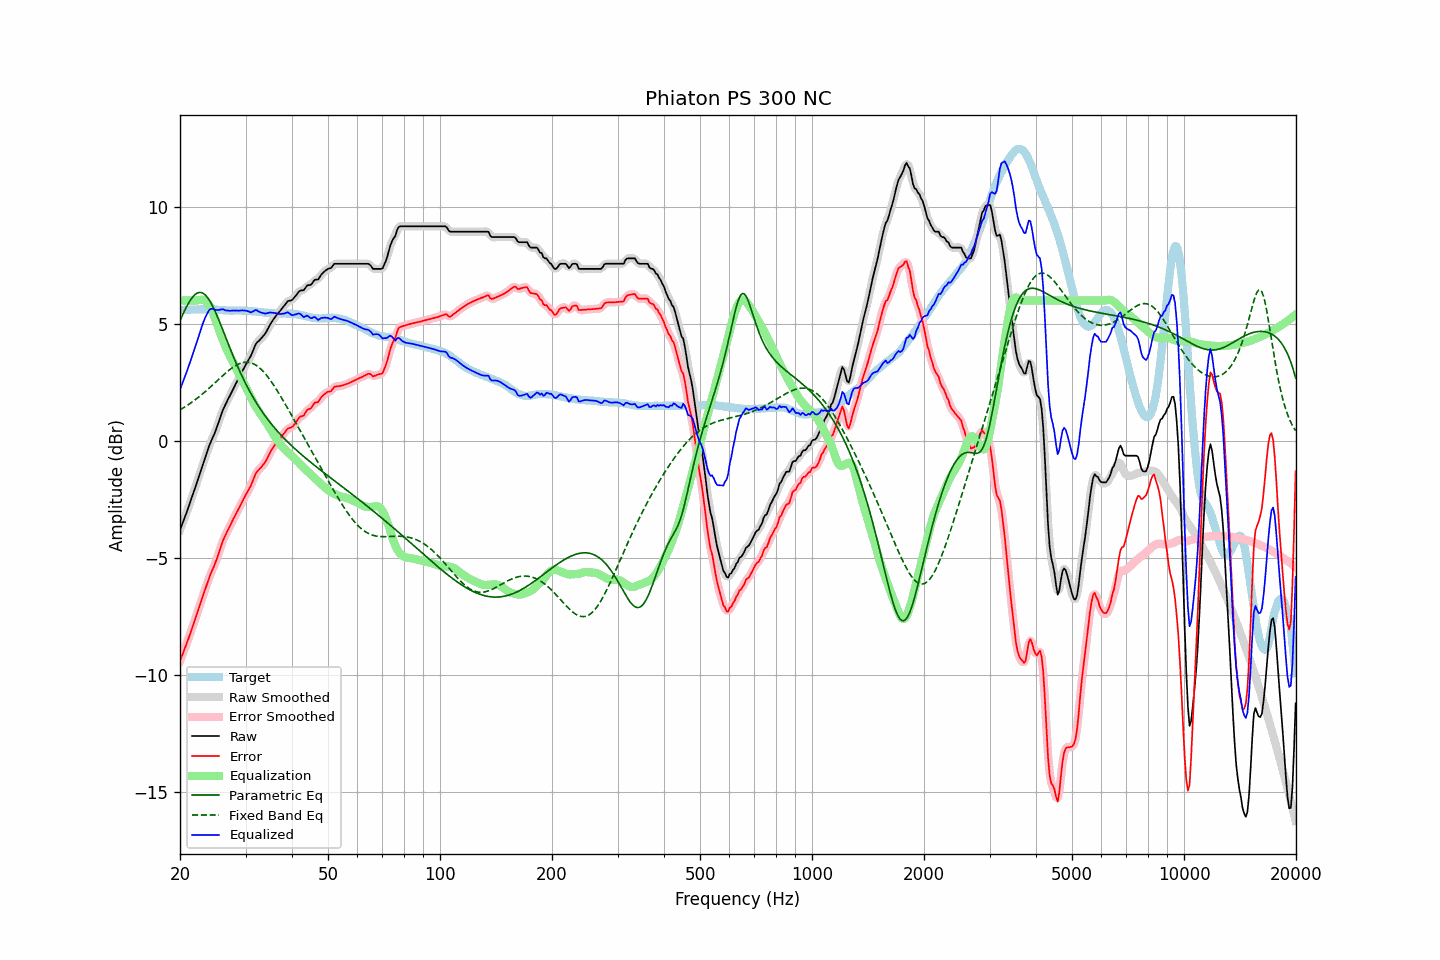 Phiaton PS 300 NC
Amplitude (dBr)
10
5
0
−5
−10
−15
Target
Raw Smoothed
Error Smoothed
Raw
Error
Equalization
Parametric Eq
Fixed Band Eq
Equalized
20
50
100
200
500
1000
2000
5000
10000
20000
Frequency (Hz)